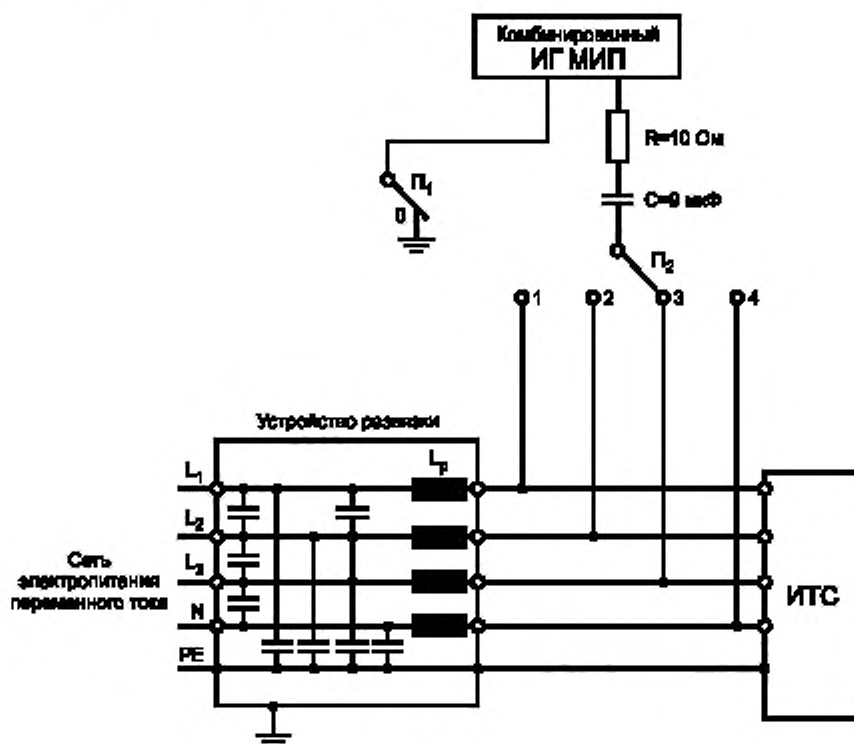 Комбинированный
ИГ МИП
R=10 Ом
C=9 мкФ
П1
0
П2
1
2
3
4
Устройство развязки
L1
Lр
L2
L3
N
PE
Сеть
электропитания
переменного тока
ИТС